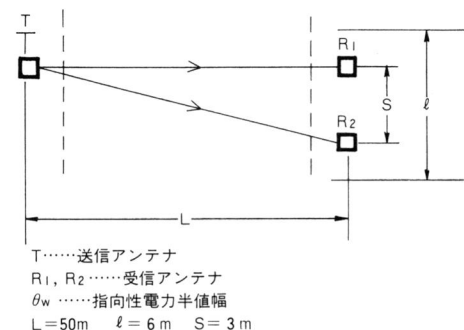 T
R₁
S
ℓ
R₂
L
T……送信アンテナ
R₁, R₂……受信アンテナ
θw……指向性電力半値幅
L=50m ℓ=6m S=3m